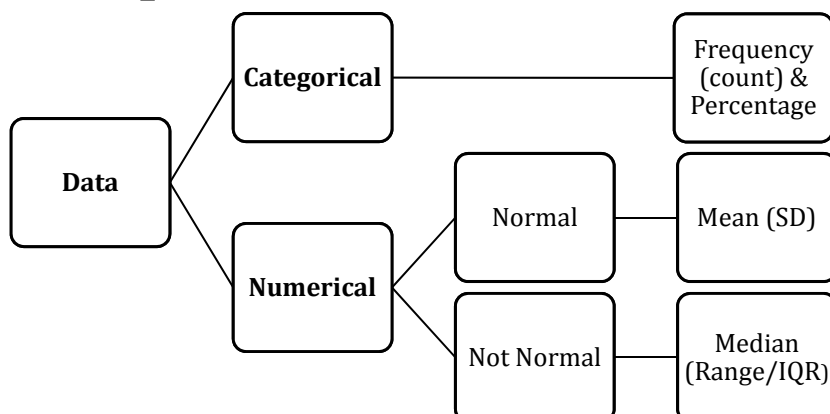 Categorical
Frequency
(count) &
Percentage
Data
Normal
Mean (SD)
Numerical
Not Normal
Median
(Range/IQR)